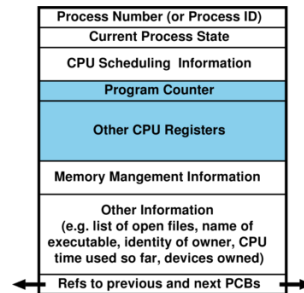 Process Number (or Process ID)
Current Process State
CPU Scheduling Information
Program Counter
Other CPU Registers
Memory Mangement Information
Other Information
(e.g. list of open files, name of
executable, identity of owner, CPU
time used so far, devices owned)
Refs to previous and next PCBs